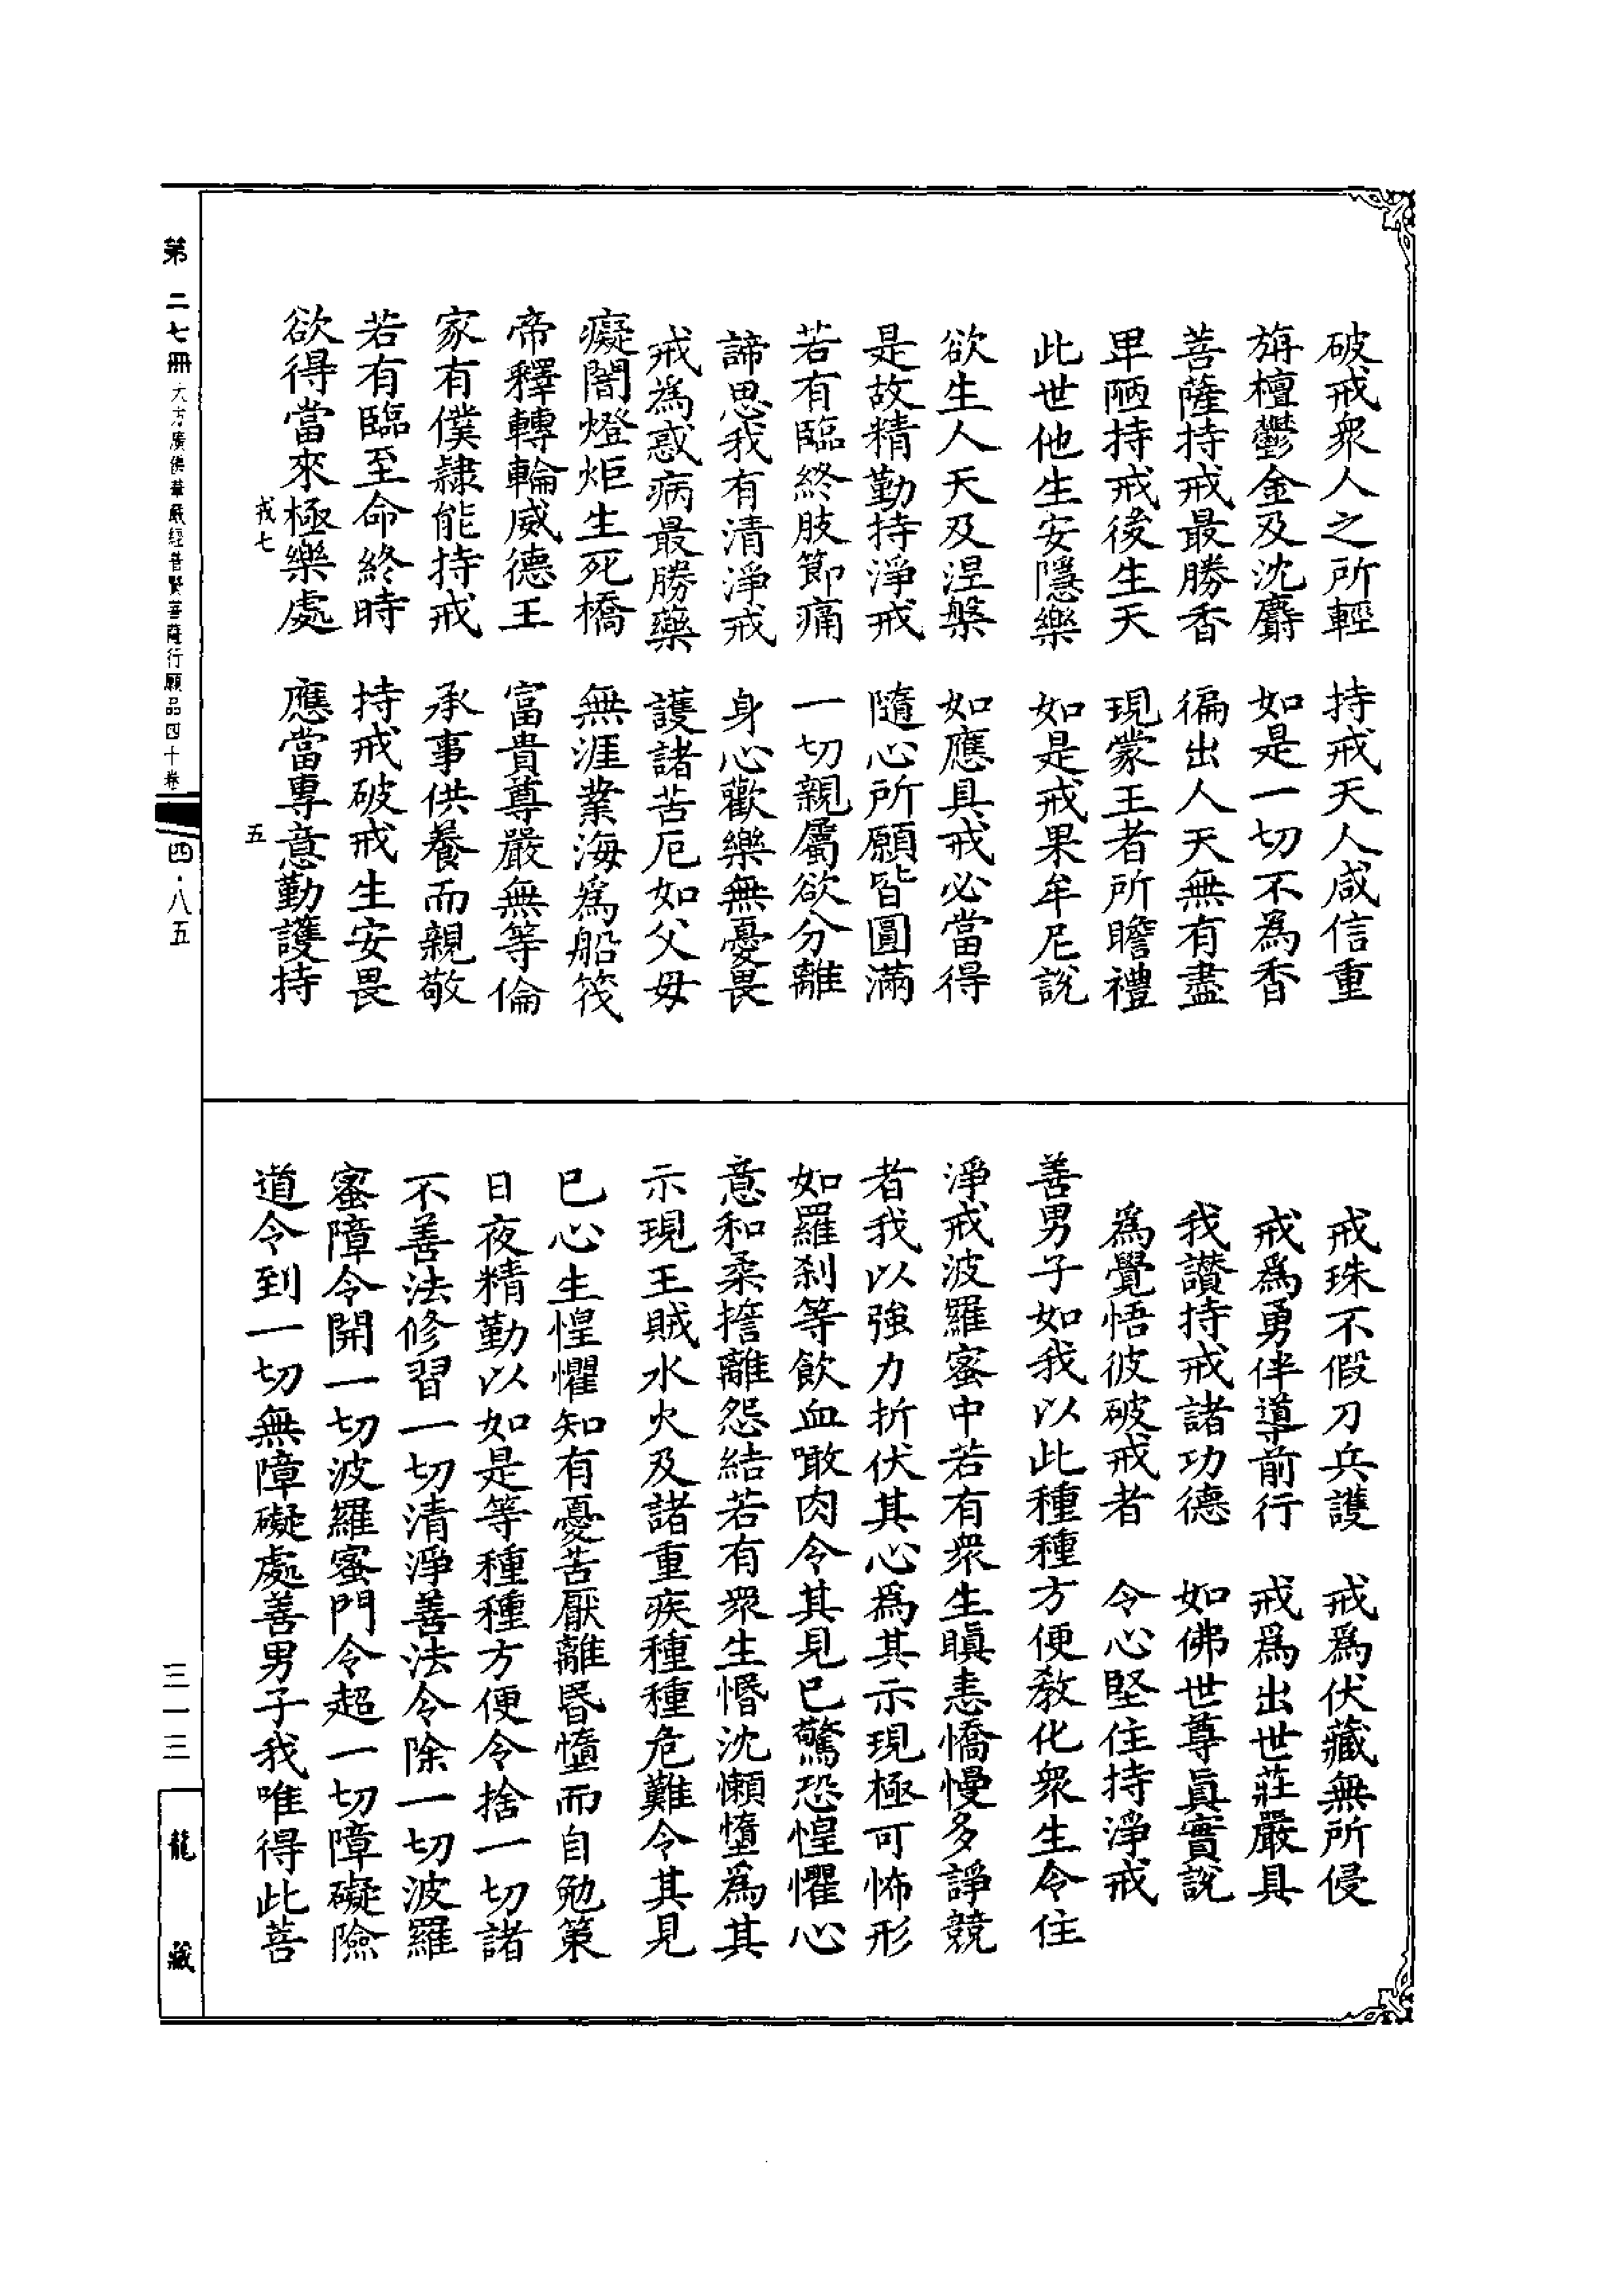 破戒衆人之所輕　持戒天人咸信重
旃檀鬱金及沈麝　如是一切不為香
菩薩持戒最勝香　徧出人天無有盡
卑陋持戒後生天　現蒙王者所瞻禮
此世他生安隱樂　如是戒果牟尼說
欲生人天及涅槃　如應具戒必當得
是故精勤持淨戒　隨心所願皆圓滿
若有臨終肢節痛　一切親屬欲分離
諦思我有清淨戒　身心歡樂無憂畏
戒為惑病最勝藥　護諸苦厄如父母
癡闇燈炬生死橋　無涯業海為船筏
帝釋轉輪威德王　富貴尊嚴無等倫
家有僕隸能持戒　承事供養而親敬
若有臨至命終時　持戒破戒生安畏
欲得當來極樂處　應當專意勤護持
戎七　五
戒珠不假刀兵護　戒為伏藏無所侵
戒為勇伴導前行　戒為出世莊嚴具
我讚持戒諸功德　如佛世尊眞實說
為覺悟彼破戒者　令心堅住持淨戒
善男子如我以此種種方便教化衆生令住
淨戒波羅蜜中若有衆生瞋恚憍慢多諍競
者我以強力折伏其心為其示現極可怖形
如羅剎等飲血噉肉令其見已驚恐惶懼心
意和柔捨離怨結若有衆生惛沈懶墮為其
示現王賊水火及諸重疾種種危難令其見
已心生惶懼知有憂苦厭離昬墮而自勉策
日夜精勤以如是等種種方便令捨一切諸
不善法修習一切清淨善法令除一切波羅
蜜障令開一切波羅蜜門令超一切障礙險
道令到一切無障礙處善男子我唯得此菩
第二七冊　大方廣佛華嚴經普賢菩薩行願品四十卷　四·八五
三一三
龍藏